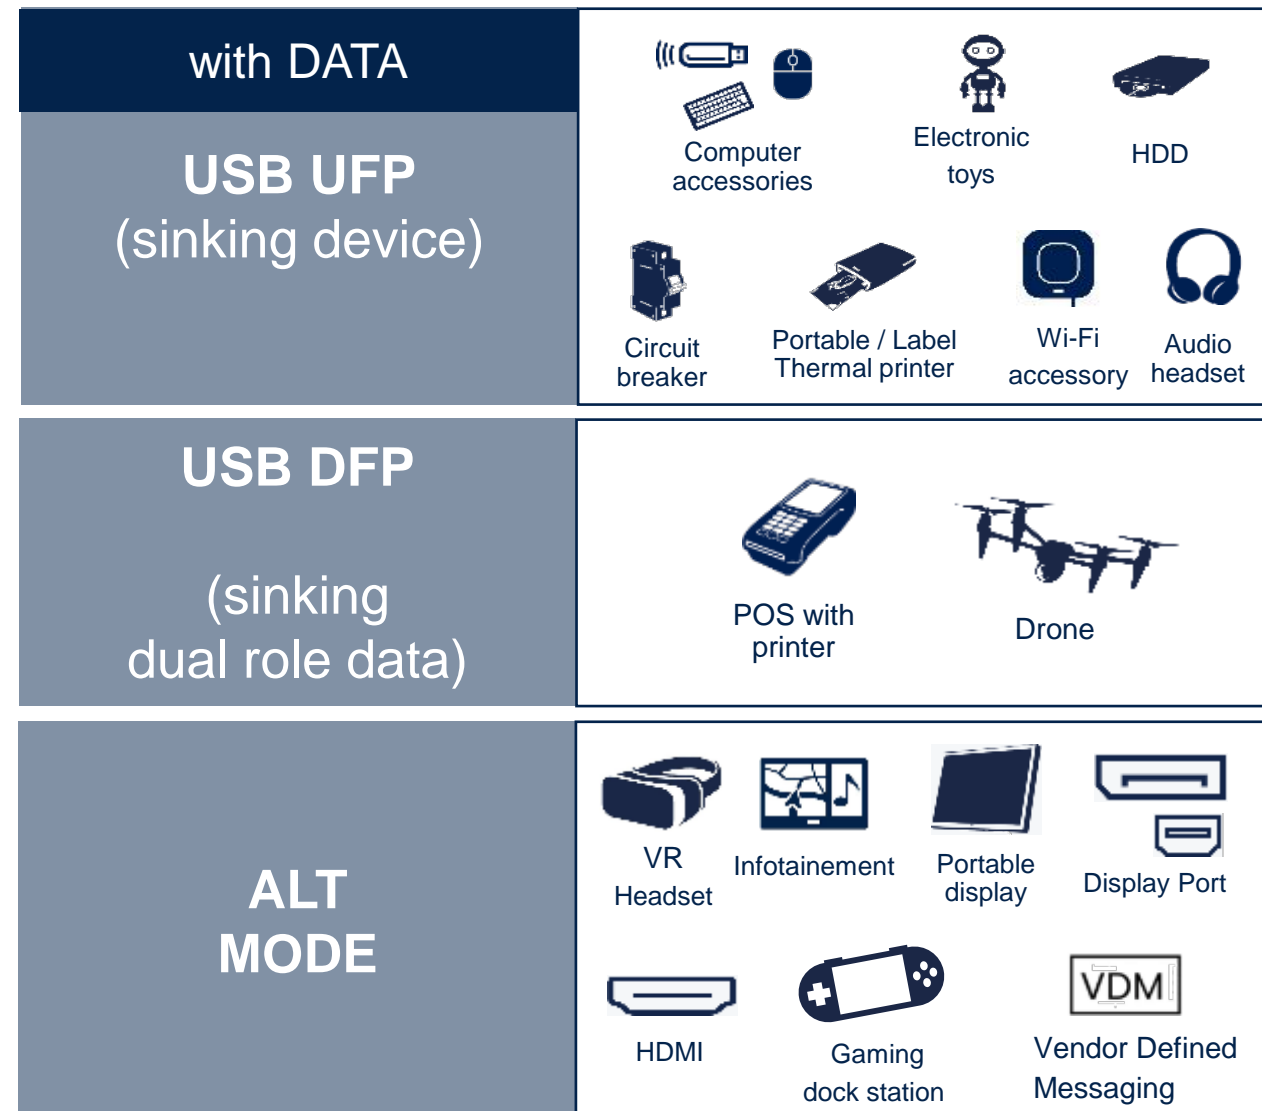 with DATA
USB UFP
(sinking device)
Computer
accessories
Electronic
toys
HDD
Circuit
breaker
Portable / Label
Thermal printer
Wi-Fi
accessory
Audio
headset
USB DFP
(sinking
dual role data)
POS with
printer
Drone
ALT
MODE
VR
Headset
Infotainement
Portable
display
Display Port
HDMI
Gaming
dock station
VDM
Vendor Defined
Messaging